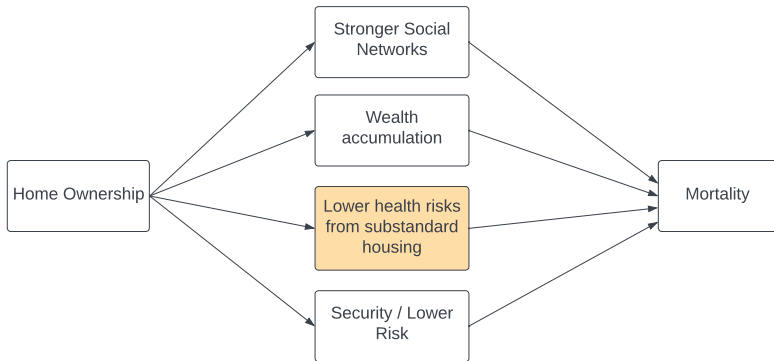 Stronger Social
Networks
Wealth
accumulation
Home Ownership
Mortality
Lower health risks
from substandard
housing
Security / Lower
Risk